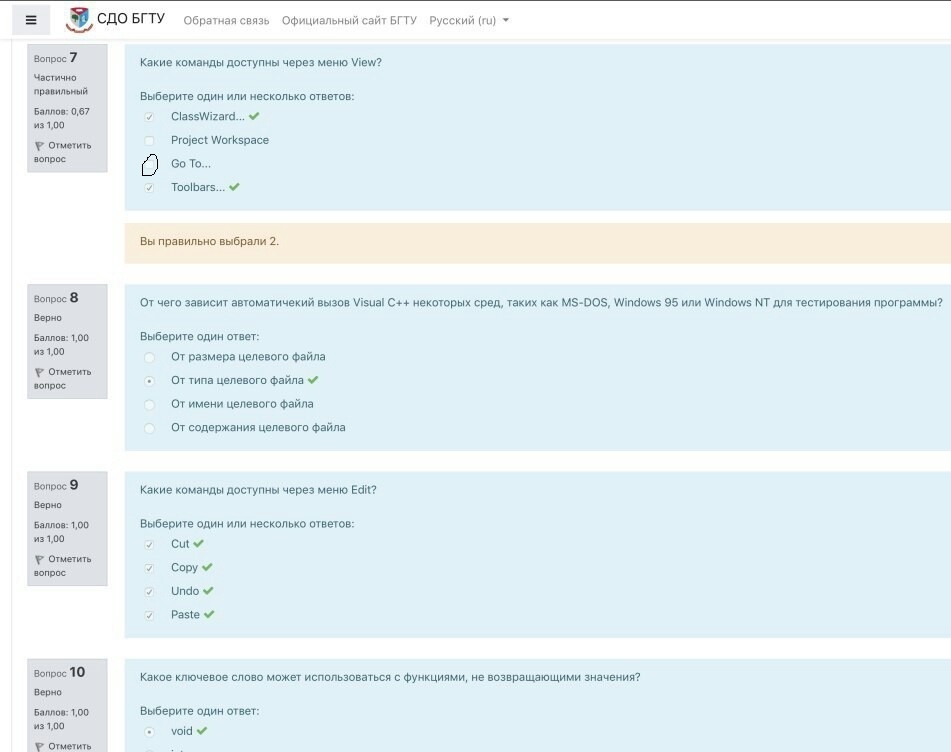 СДО БГТУ Обратная связь Официальный сайт БГТУ Русский (ru)
Вопрос 7
Частично
правильный
Баллов: 0,67
из 1,00
Отметить
вопрос
Какие команды доступны через меню View?
Выберите один или несколько ответов:
ClassWizard...
Project Workspace
Go To...
Toolbars...
Вы правильно выбрали 2.
Вопрос 8
Верно
Баллов: 1,00
из 1,00
Отметить
вопрос
От чего зависит автоматичекий вызов Visual C++ некоторых сред, таких как MS-DOS, Windows 95 или Windows NT для тестирования программы?
Выберите один ответ:
От размера целевого файла
От типа целевого файла
От имени целевого файла
От содержания целевого файла
Вопрос 9
Верно
Баллов: 1,00
из 1,00
Отметить
вопрос
Какие команды доступны через меню Edit?
Выберите один или несколько ответов:
Cut
Copy
Undo
Paste
Вопрос 10
Верно
Баллов: 1,00
из 1,00
Отметить
Какое ключевое слово может использоваться с функциями, не возвращающими значения?
Выберите один ответ:
void